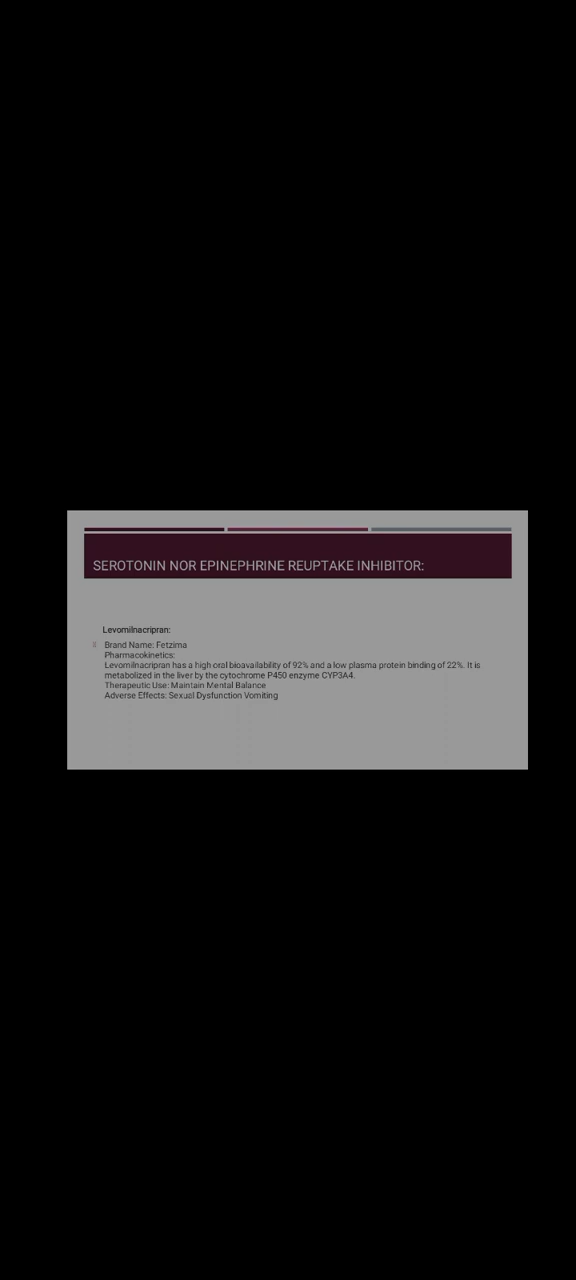 SEROTONIN NOR EPINEPHRINE REUPTAKE INHIBITOR:
Levomilnacripran:
Brand Name: Fetzima
Pharmacokinetics:
Levomilnacripran has a high oral bioavailability of 92% and a low plasma protein binding of 22%. It is
metabolized in the liver by the cytochrome P450 enzyme CYP3A4.
Therapeutic Use: Maintain Mental Balance
Adverse Effects: Sexual Dysfunction Vomiting